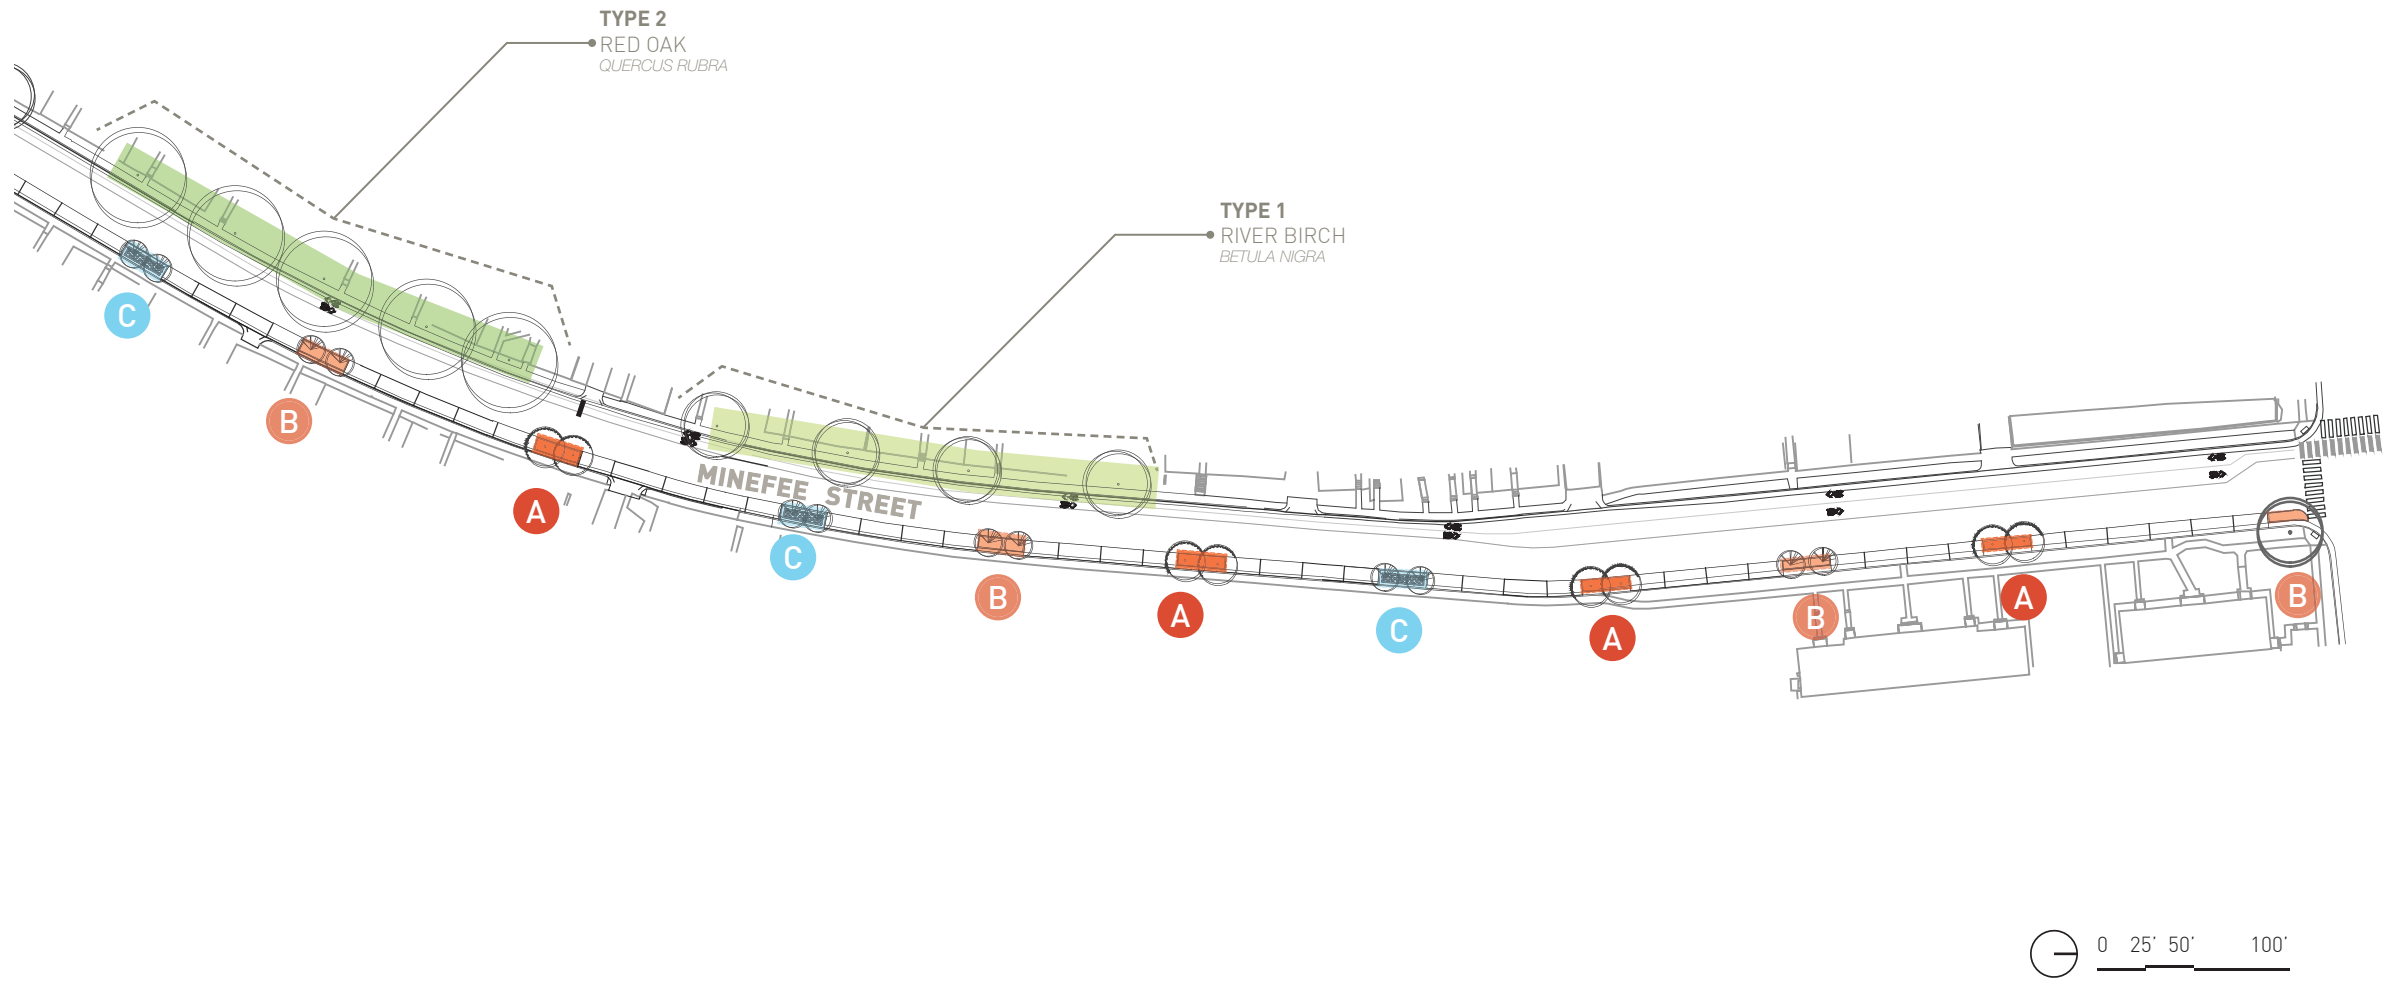 TYPE 2
RED OAK
QUERCUS RUBRA
TYPE 1
RIVER BIRCH
BETULA NIGRA
MINEFEE STREET
C
B
A
C
B
A
C
A
B
A
B
0 25' 50' 100'